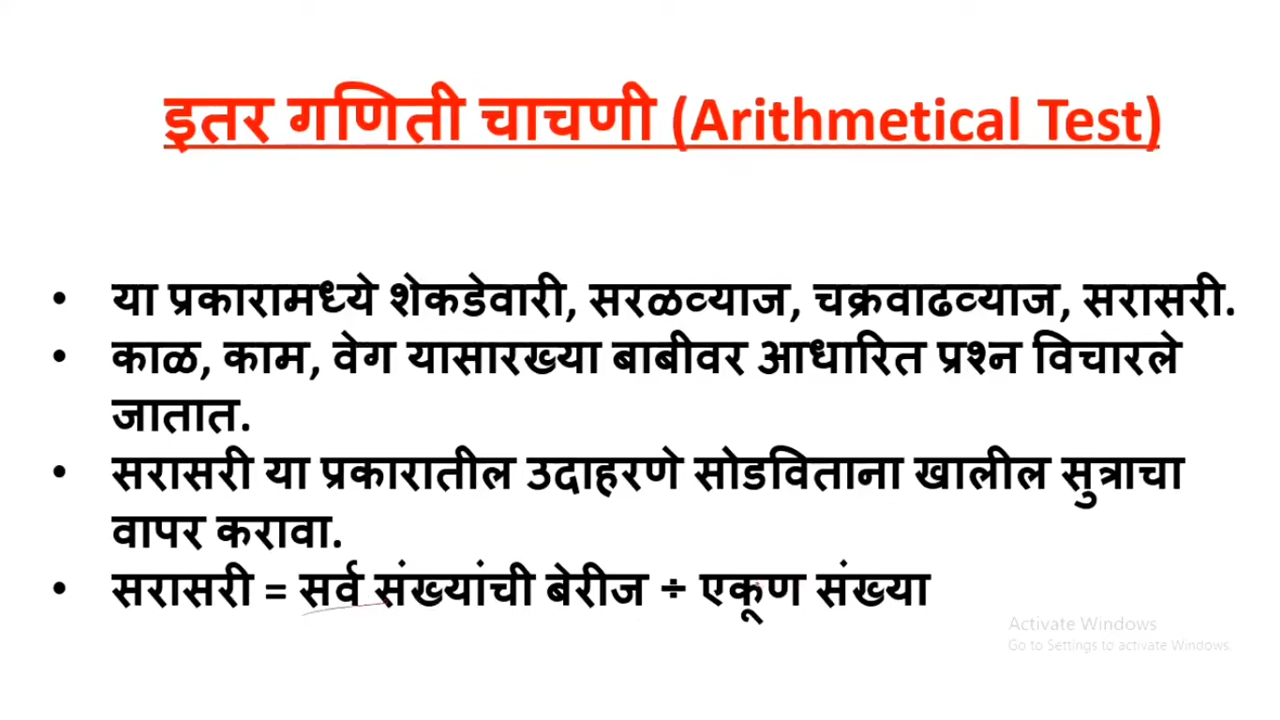 इतर गणिती चाचणी (Arithmetical Test)
• या प्रकारामध्ये शेकडेवारी, सरळव्याज, चक्रवाढव्याज, सरासरी.
• काळ, काम, वेग यासारख्या बाबीवर आधारित प्रश्न विचारले
जातात.
• सरासरी या प्रकारातील उदाहरणे सोडविताना खालील सुत्राचा
वापर करावा.
• सरासरी = सर्व संख्यांची बेरीज ÷ एकूण संख्या
Activate Windows
Go to Settings to activate Windows.